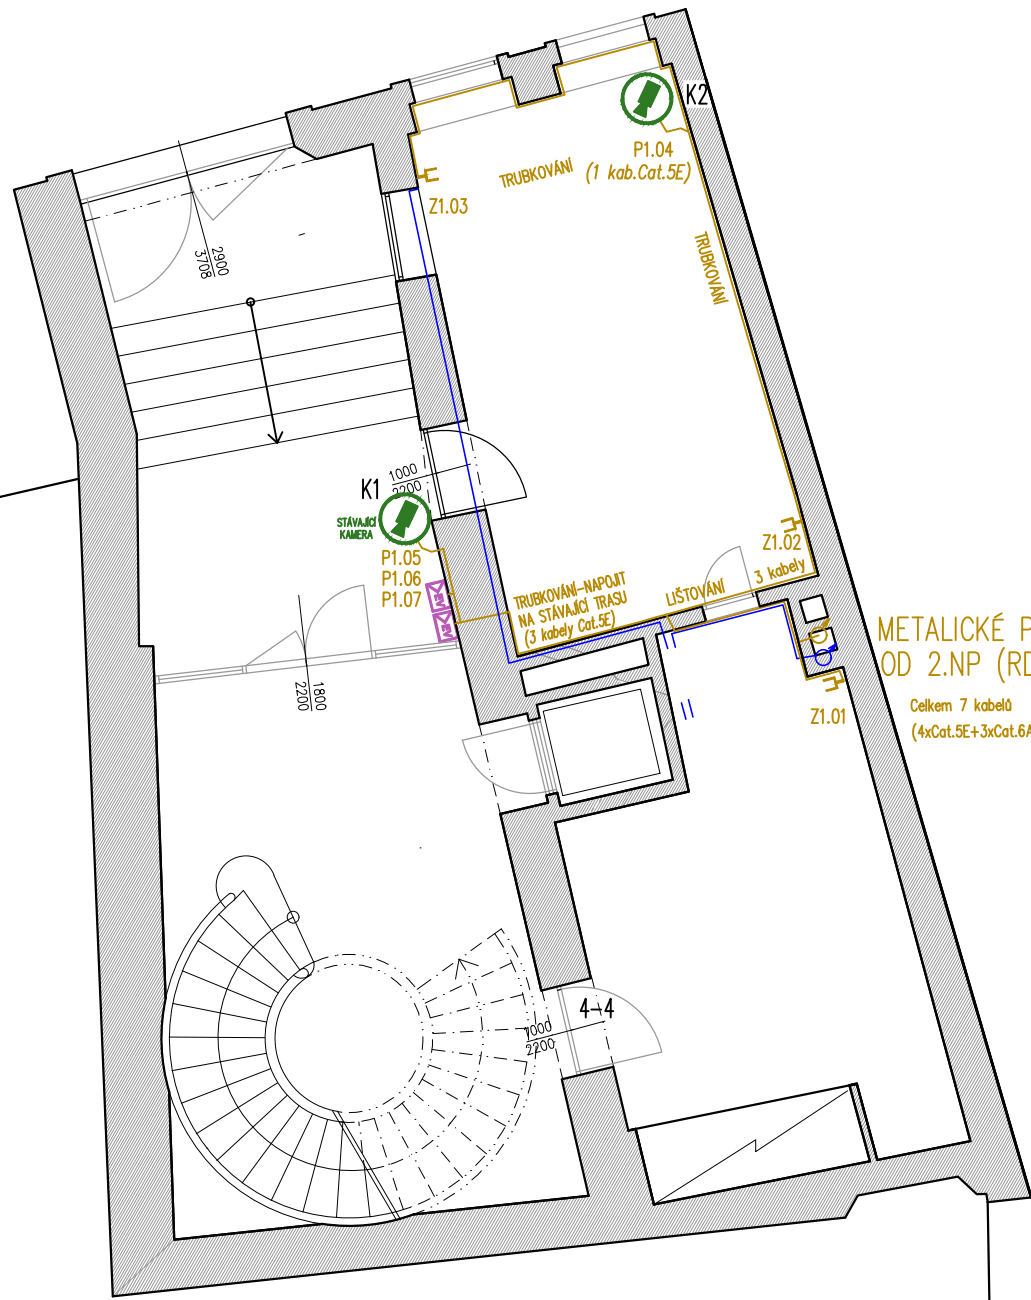 K2
P1.04
(1 kab.Cat.5E)
TRUBKOVÁNÍ
Z1.03
2900
3708
TRUBKOVÁNÍ
1000
2200
K1
STÁVAJÍCÍ
KAMERA
P1.05
P1.06
P1.07
Z1.02
3 kabely
LIŠTOVÁNÍ
TRUBKOVÁNÍ-NAPOJIT
NA STÁVAJÍCÍ TRASU
(3 kabely Cat.5E)
METALICKÉ P
OD 2.NP (RD
Celkem 7 kabelů
(4xCat.5E+3xCat.6A
Z1.01
1800
2200
4-4
1000
2200